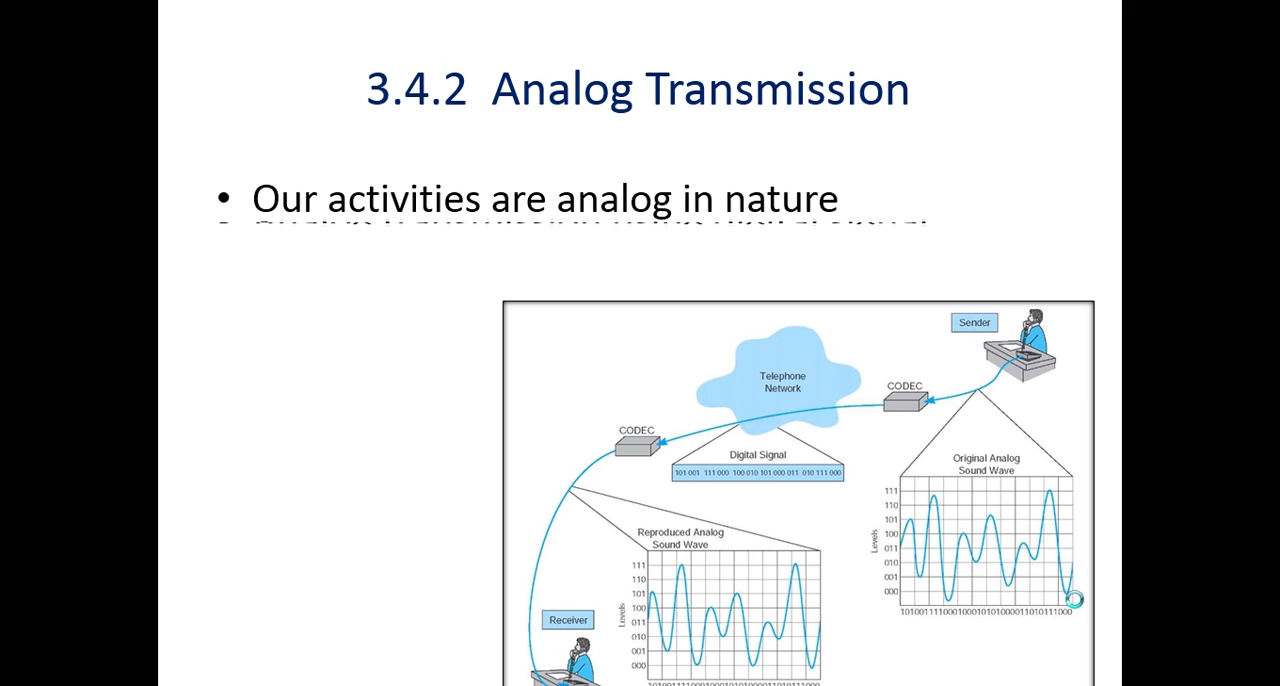 3.4.2 Analog Transmission
• Our activities are analog in nature
Sender
Telephone
Network
CODEC
CODEC
Digital Signal
101 001 111 000 100 010 101 000 011 010 111 000
Original Analog
Sound Wave
Levels
111
110
101
100
011
010
001
000
101001111000100010101000011010111000
Reproduced Analog
Sound Wave
Levels
111
110
101
100
011
010
001
000
Receiver